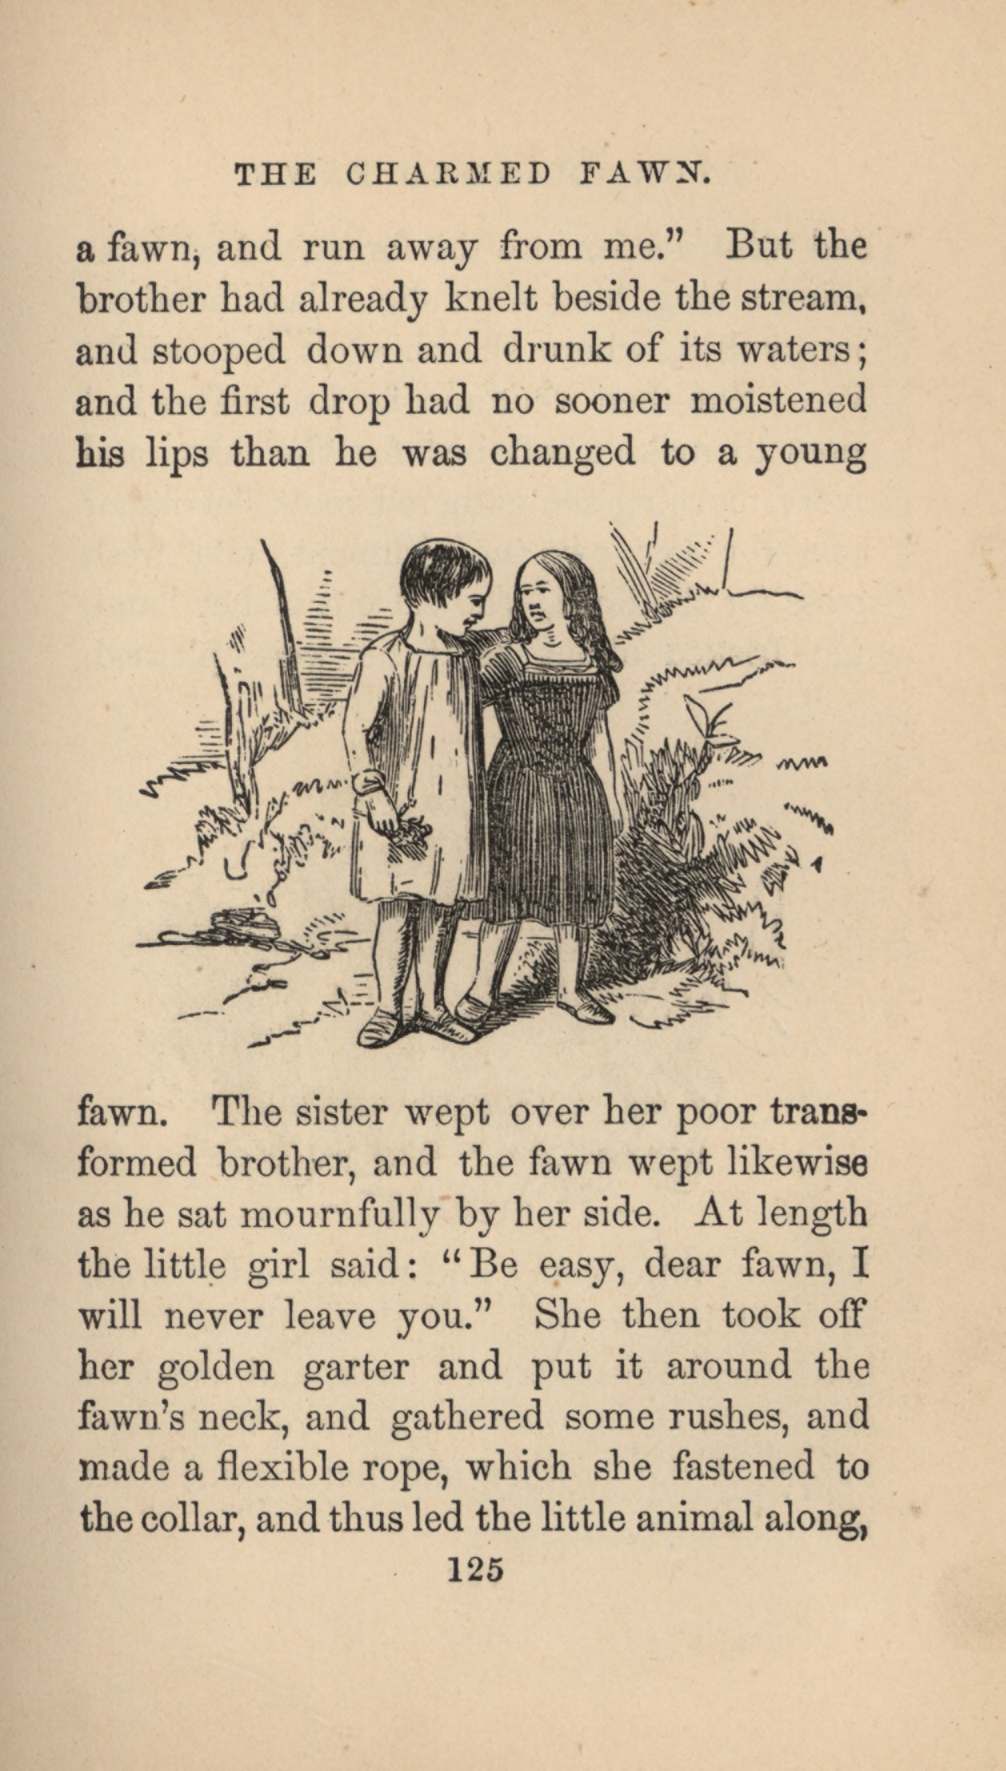 THE CHARMED FAWN.
a fawn, and run away from me.” But the
brother had already knelt beside the stream,
and stooped down and drunk of its waters;
and the first drop had no sooner moistened
his lips than he was changed to a young
fawn. The sister wept over her poor trans-
formed brother, and the fawn wept likewise
as he sat mournfully by her side. At length
the little girl said: “Be easy, dear fawn, I
will never leave you.” She then took off
her golden garter and put it around the
fawn's neck, and gathered some rushes, and
made a flexible rope, which she fastened to
the collar, and thus led the little animal along,
125